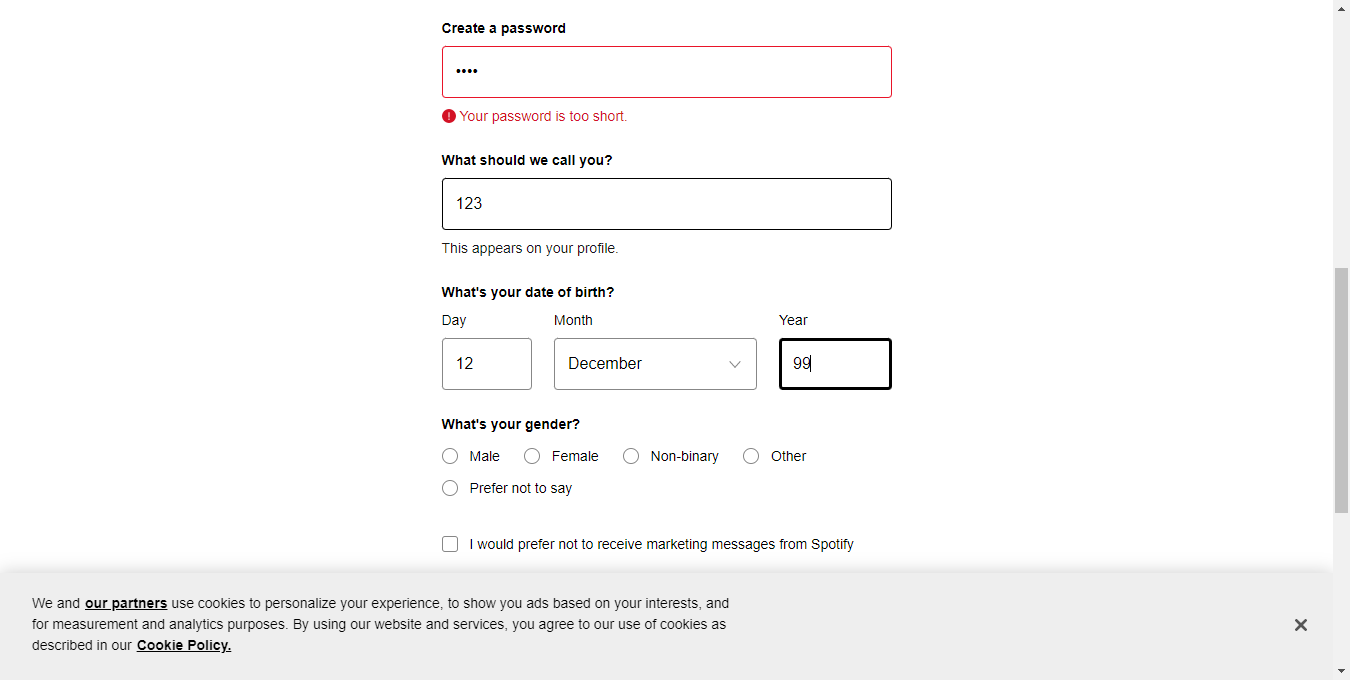 Create a password
••••
Your password is too short.
What should we call you?
123
This appears on your profile.
What's your date of birth?
Day Month Year
12 December 99
What's your gender?
Male Female Non-binary Other
Prefer not to say
I would prefer not to receive marketing messages from Spotify
We and our partners use cookies to personalize your experience, to show you ads based on your interests, and
for measurement and analytics purposes. By using our website and services, you agree to our use of cookies as
described in our Cookie Policy.